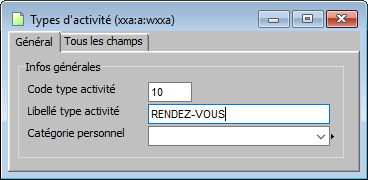 Types d'activité (xxa:a:wxxa)
Général Tous les champs
Infos générales
Code type activité 10
Libellé type activité RENDEZ-VOUS
Catégorie personnel